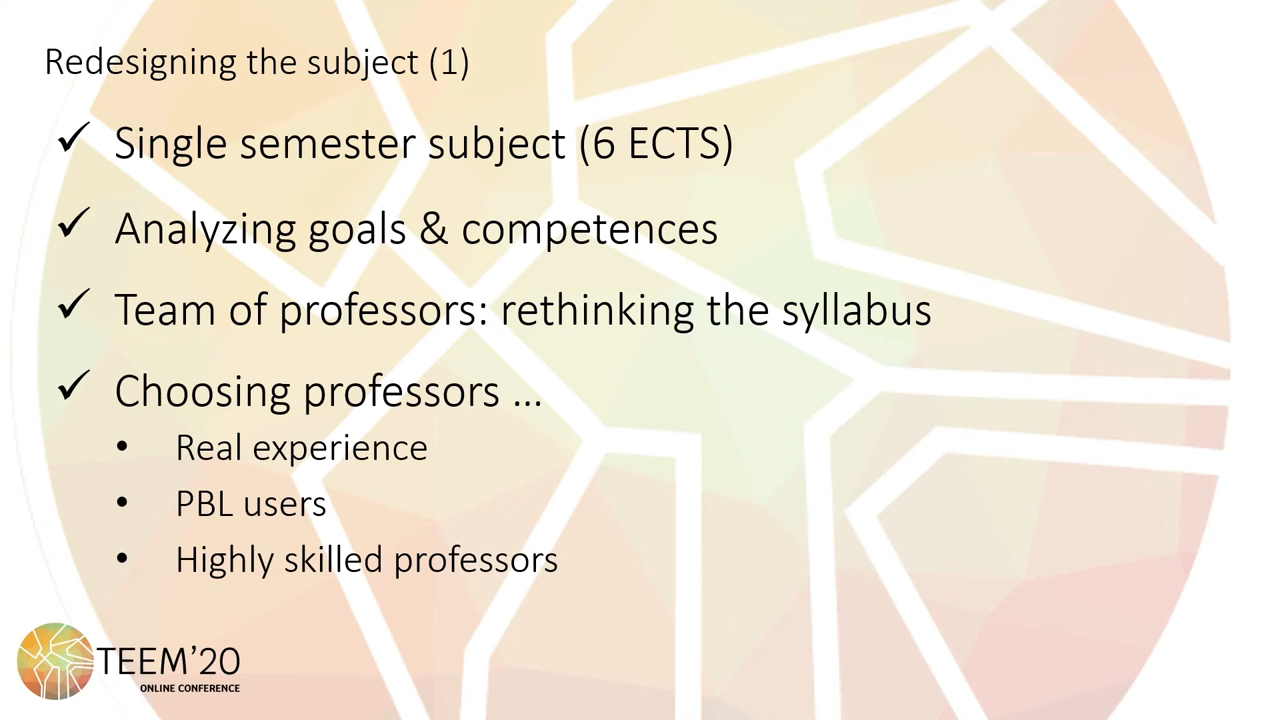 Redesigning the subject (1)
✓ Single semester subject (6 ECTS)
✓ Analyzing goals & competences
✓ Team of professors: rethinking the syllabus
✓ Choosing professors ...
• Real experience
• PBL users
• Highly skilled professors
TEEM'20
ONLINE CONFERENCE